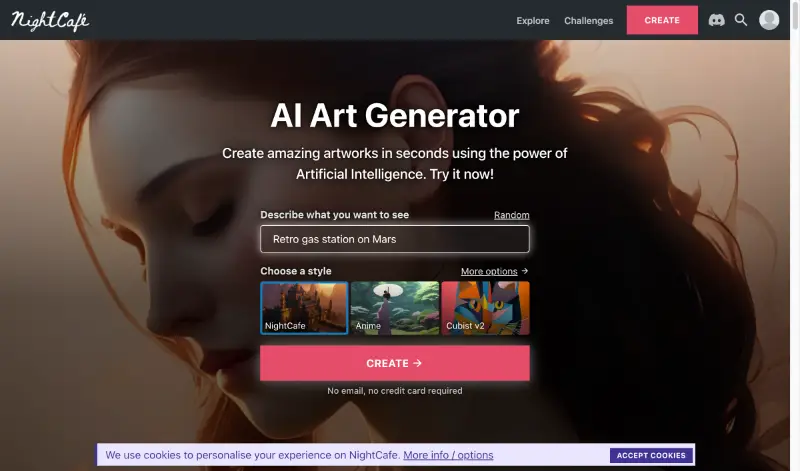 NightCafé
Explore
Challenges
CREATE
AI Art Generator
Create amazing artworks in seconds using the power of
Artificial Intelligence. Try it now!
Describe what you want to see
Random
Retro gas station on Mars
Choose a style
More options →
NightCafe
Anime
Cubist v2
CREATE →
No email, no credit card required
We use cookies to personalise your experience on NightCafe. More info / options
ACCEPT COOKIES